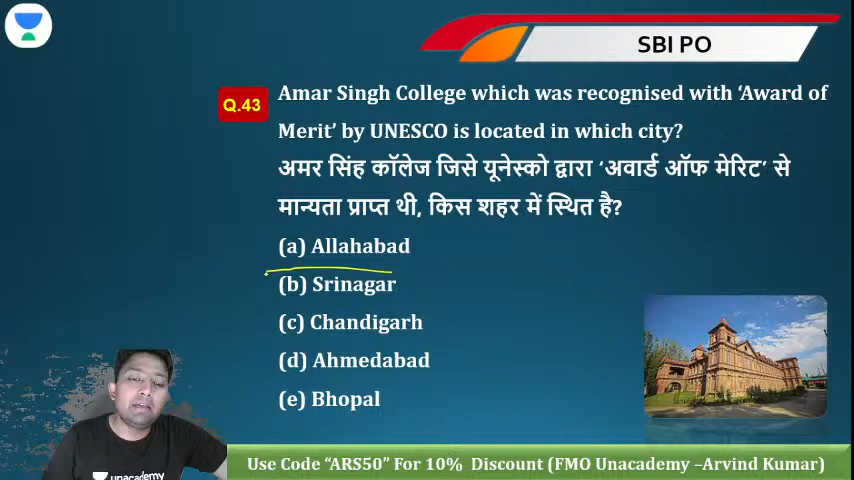 SBI PO
Q.43
Amar Singh College which was recognised with ‘Award of
Merit’ by UNESCO is located in which city?
अमर सिंह कॉलेज जिसे यूनेस्को द्वारा ‘अवार्ड ऑफ मेरिट’ से
मान्यता प्राप्त थी, किस शहर में स्थित है?
(a) Allahabad
(b) Srinagar
(c) Chandigarh
(d) Ahmedabad
(e) Bhopal
unacademy
Use Code “ARS50” For 10% Discount (FMO Unacademy –Arvind Kumar)